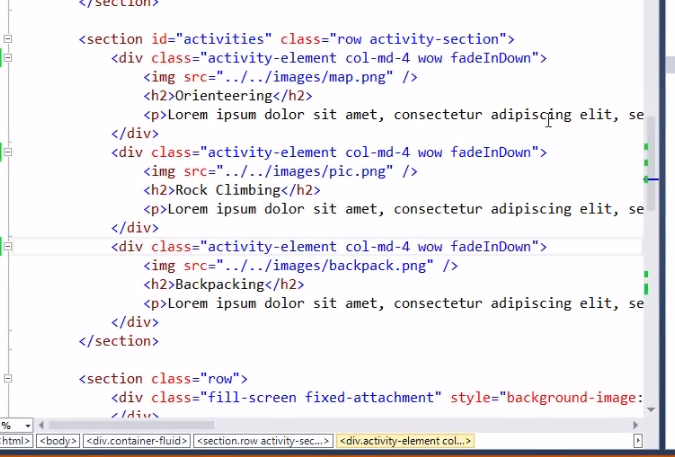 </section>
<section id="activities" class="row activity-section">
<div class="activity-element col-md-4 wow fadeInDown">
<img src="../../images/map.png" />
<h2>Orienteering</h2>
<p>Lorem ipsum dolor sit amet, consectetur adipiscing elit, se
</div>
<div class="activity-element col-md-4 wow fadeInDown">
<img src="../../images/pic.png" />
<h2>Rock Climbing</h2>
<p>Lorem ipsum dolor sit amet, consectetur adipiscing elit, se
</div>
<div class="activity-element col-md-4 wow fadeInDown">
<img src="../../images/backpack.png" />
<h2>Backpacking</h2>
<p>Lorem ipsum dolor sit amet, consectetur adipiscing elit, se
</div>
</section>
<section class="row">
<div class="fill-screen fixed-attachment" style="background-image:
</div>
%
<html> <body> <div.container-fluid> <section.row activity-sec...> <div.activity-element col...>